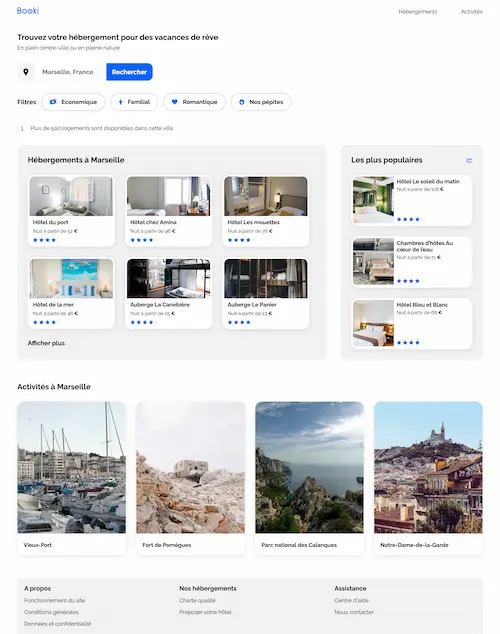 Booki
Hébergements
Activités
Trouvez votre hébergement pour des vacances de rêve
En plein centre-ville ou en pleine nature
Marseille, France
Rechercher
Filtres
Economique
Familial
Romantique
Nos pépites
Plus de 500 logements sont disponibles dans cette ville
Hébergements à Marseille
Hôtel du port
Nuit à partir de 52 €
Hôtel chez Amina
Nuit à partir de 96 €
Hôtel Les mouettes
Nuit à partir de 76 €
Hôtel de la mer
Nuit à partir de 46 €
Auberge La Canebière
Nuit à partir de 25 €
Auberge Le Panier
Nuit à partir de 23 €
Afficher plus
Les plus populaires
Hôtel Le soleil du matin
Nuit à partir de 128 €
Chambres d'hôtes Au
cœur de l'eau
Nuit à partir de 71 €
Hôtel Bleu et Blanc
Nuit à partir de 68 €
Activités à Marseille
Vieux-Port
Fort de Pomègues
Parc national des Calanques
Notre-Dame-de-la-Garde
A propos
Fonctionnement du site
Conditions générales
Données et confidentialité
Nos hébergements
Charte qualité
Proposer votre hôtel
Assistance
Centre d'aide
Nous contacter